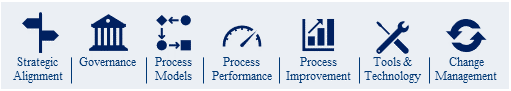 Strategic
Alignment
Governance
Process
Models
Process
Performance
Process
Improvement
Tools &
Technology
Change
Management